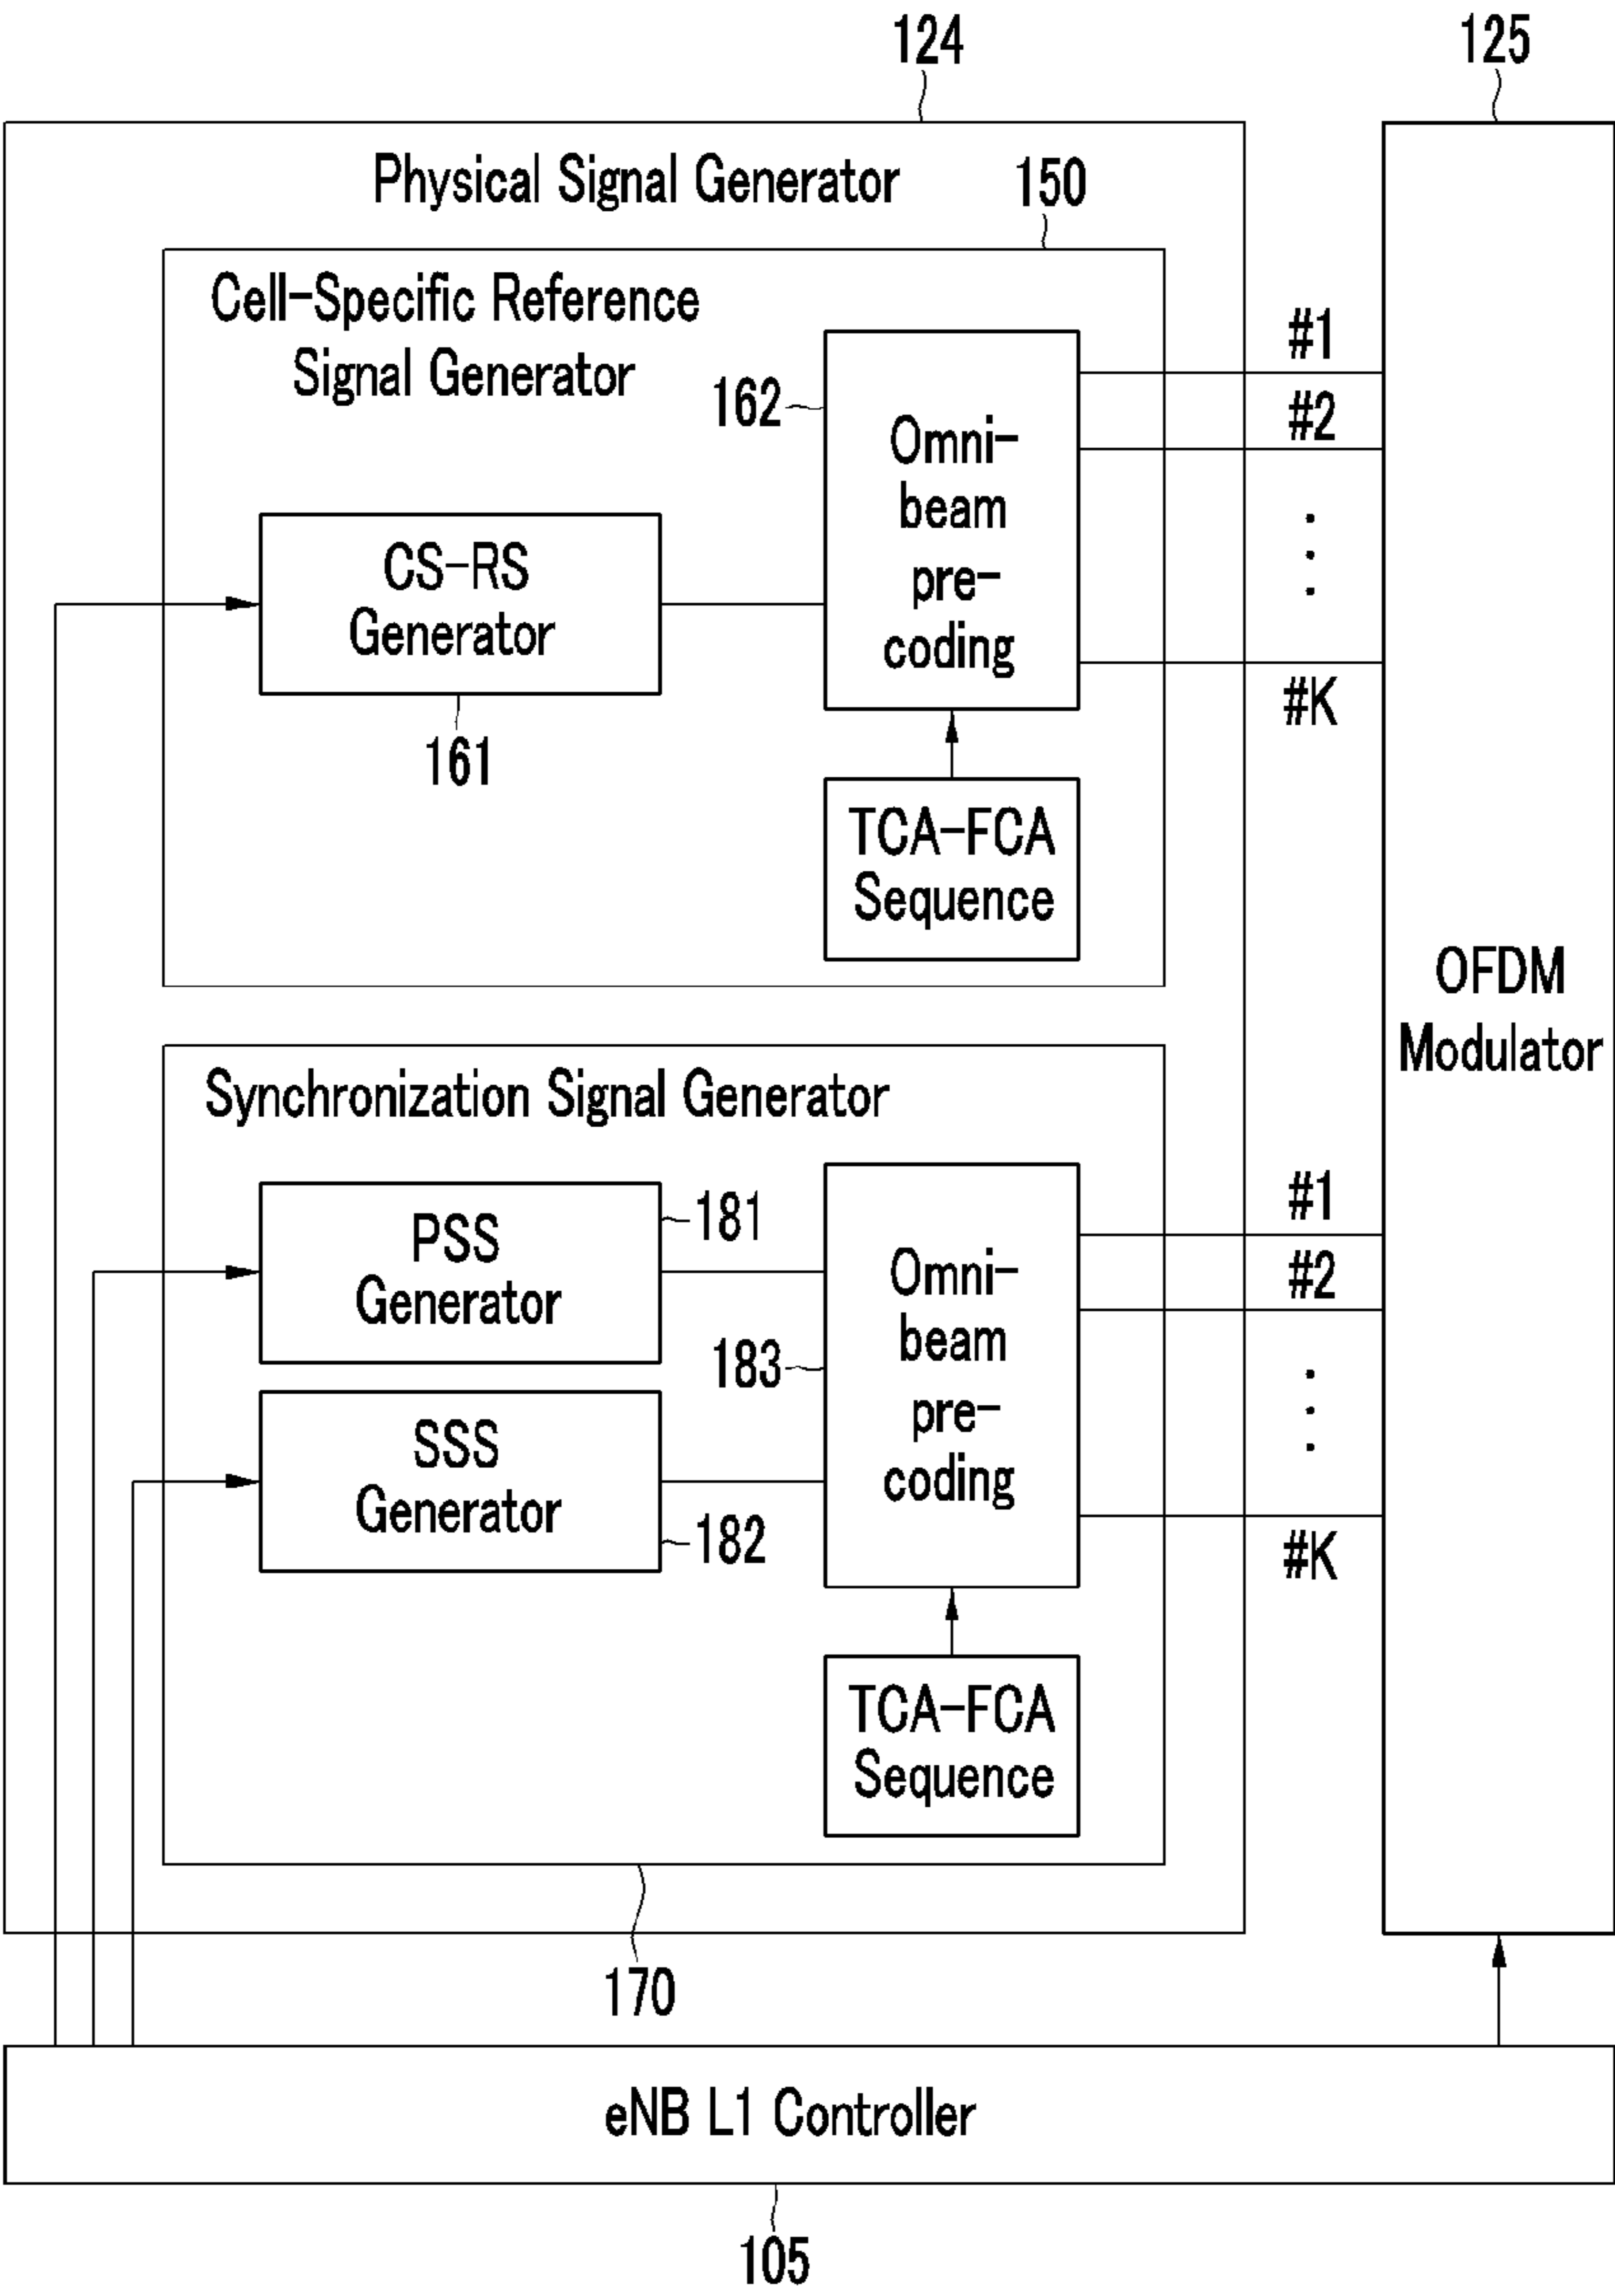 124
125
Physical Signal Generator
150
Cell-Specific Reference
Signal Generator
162
Omni-
beam
pre-
coding
#1
#2
#K
CS-RS
Generator
161
TCA-FCA
Sequence
OFDM
Modulator
Synchronization Signal Generator
PSS
Generator
181
SSS
Generator
182
183
Omni-
beam
pre-
coding
#1
#2
#K
TCA-FCA
Sequence
170
eNB L1 Controller
105